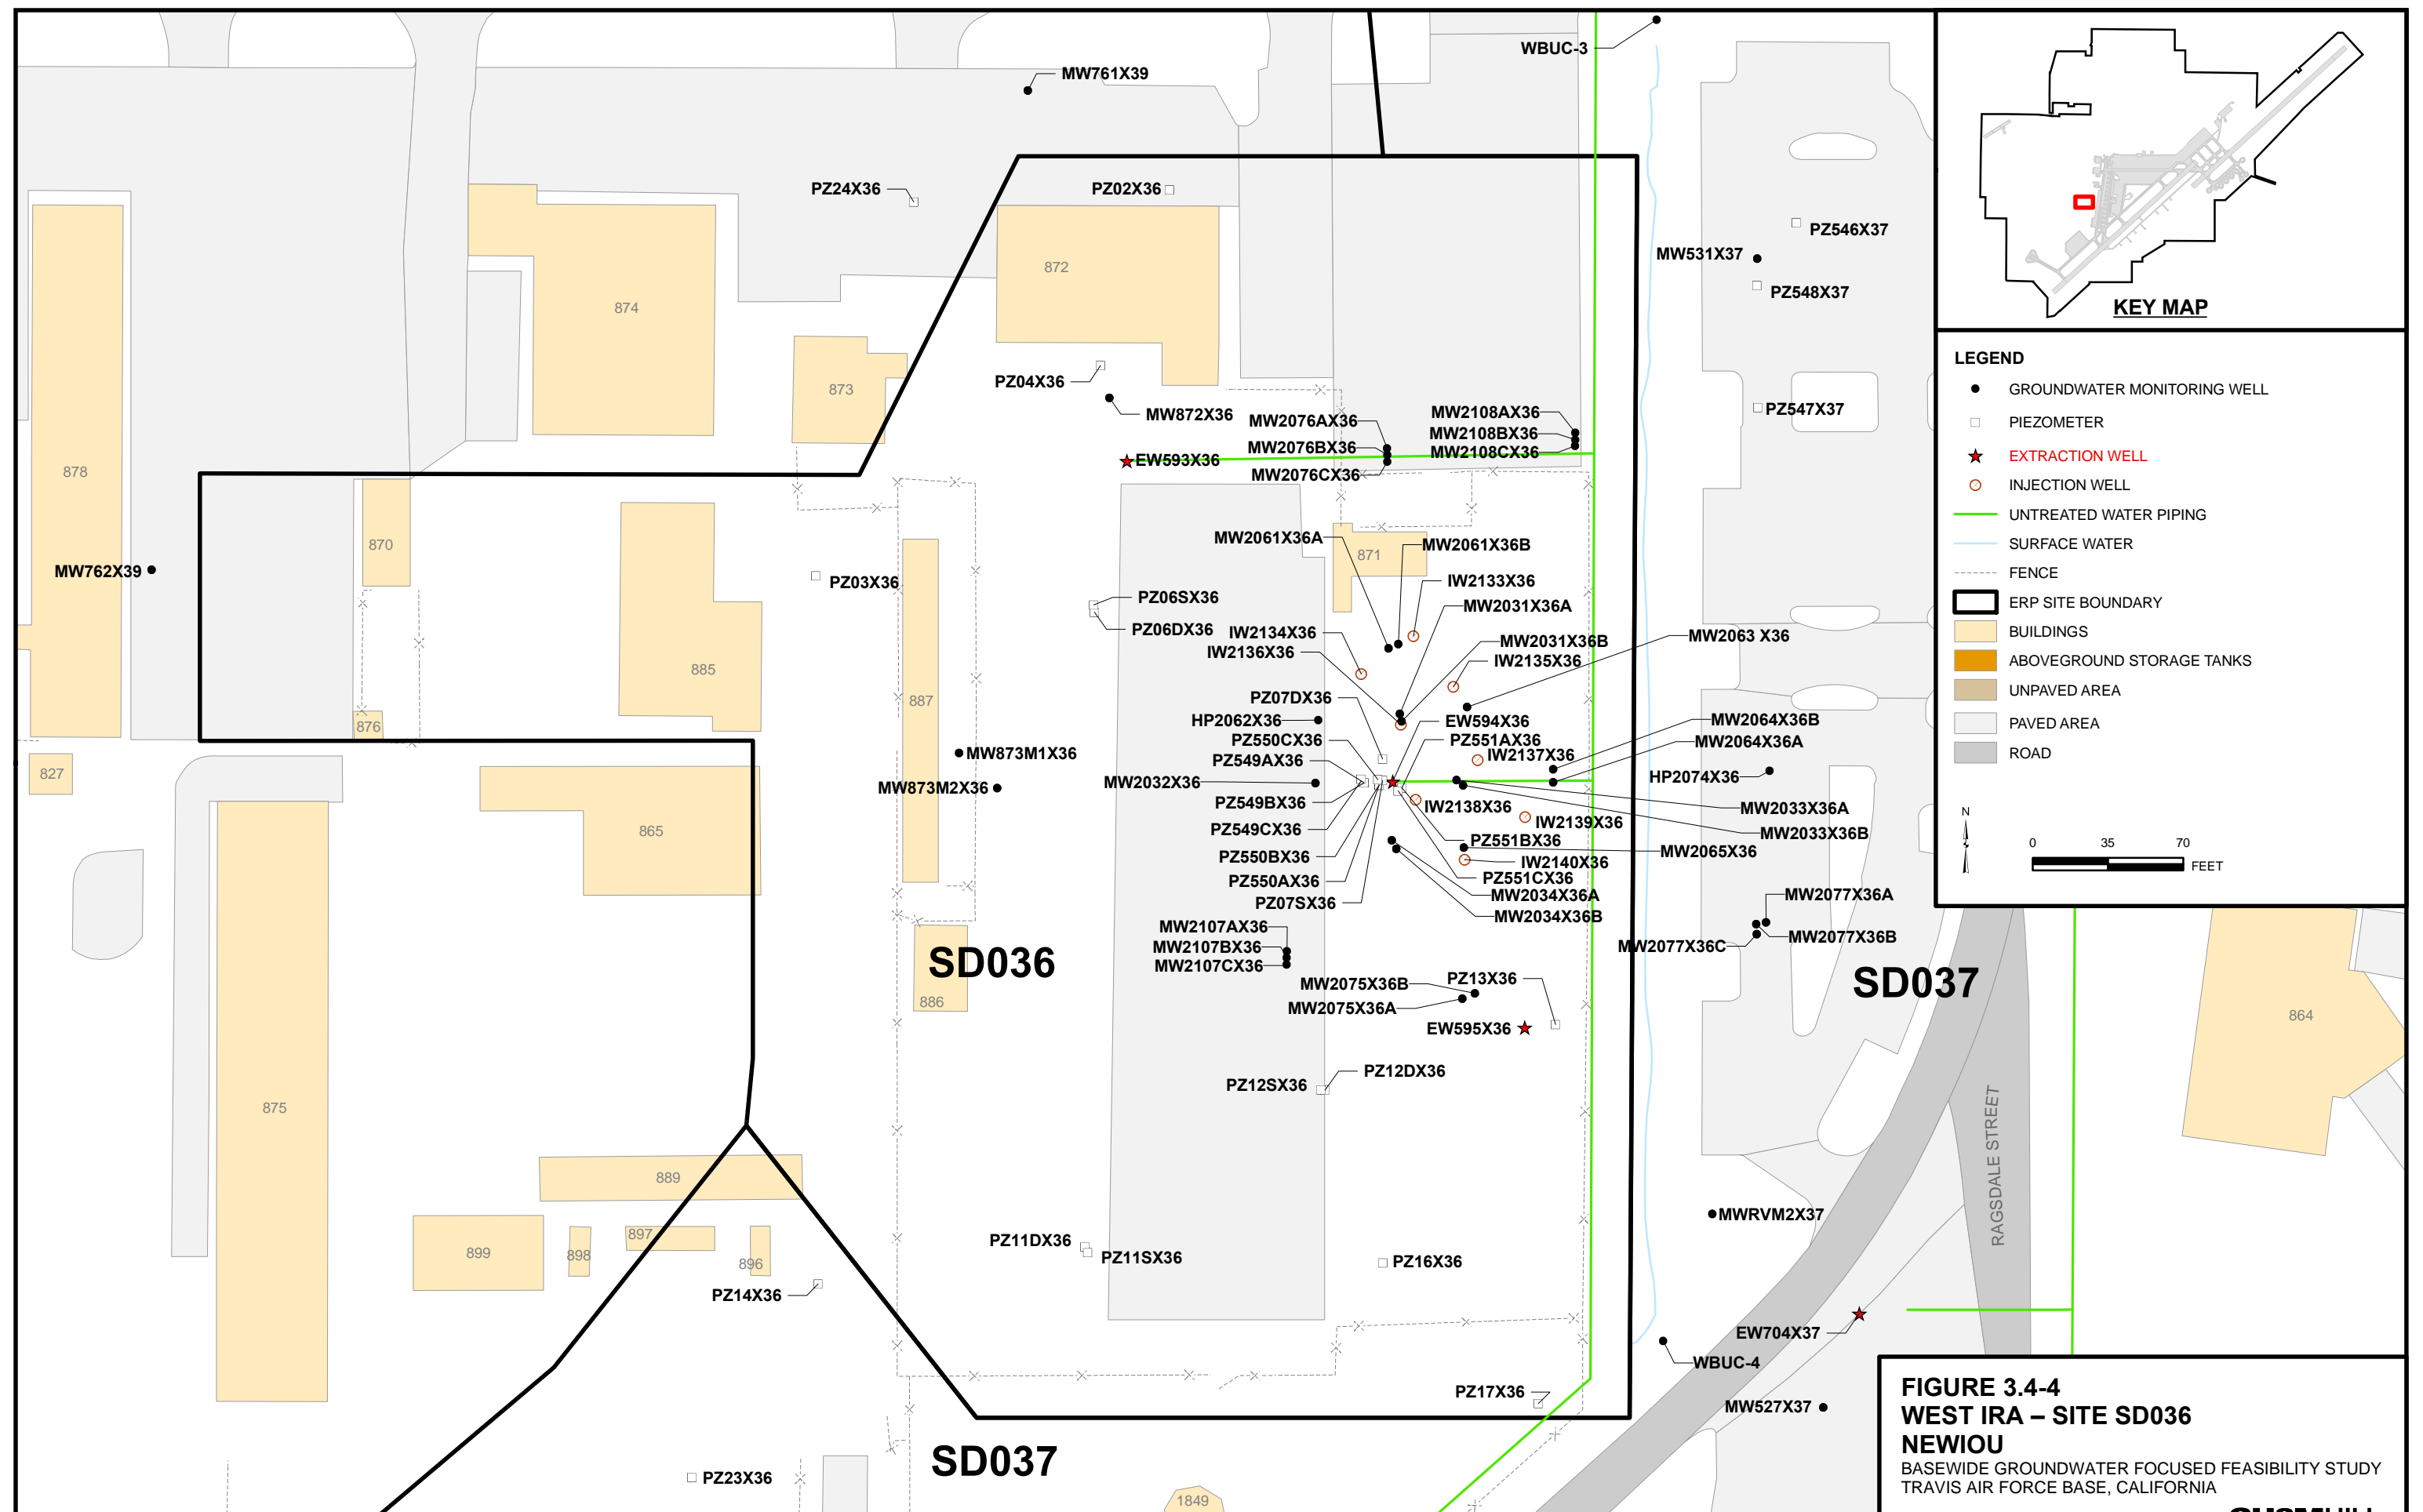 WBUC-3
MW761X39
PZ24X36
PZ02X36
872
874
873
PZ546X37
MW531X37
PZ548X37
PZ547X37
KEY MAP
LEGEND
GROUNDWATER MONITORING WELL
PIEZOMETER
EXTRACTION WELL
INJECTION WELL
UNTREATED WATER PIPING
SURFACE WATER
FENCE
ERP SITE BOUNDARY
BUILDINGS
ABOVEGROUND STORAGE TANKS
UNPAVED AREA
PAVED AREA
ROAD
N
0 35 70
FEET
PZ04X36
MW872X36
MW2076AX36
MW2076BX36
MW2076CX36
MW2108AX36
MW2108BX36
MW2108CX36
EW593X36
878
870
MW762X39
PZ03X36
885
887
876
827
865
PZ06SX36
PZ06DX36
871
MW2061X36A
MW2061X36B
IW2133X36
MW2031X36A
IW2134X36
IW2136X36
MW2031X36B
IW2135X36
MW2063 X36
PZ07DX36
HP2062X36
EW594X36
PZ550CX36
PZ551AX36
PZ549AX36
IW2137X36
MW2064X36B
MW2064X36A
MW873M1X36
MW873M2X36
MW2032X36
HP2074X36
PZ549BX36
IW2138X36
MW2033X36A
PZ549CX36
IW2139X36
MW2033X36B
PZ551BX36
MW2065X36
PZ550BX36
IW2140X36
PZ550AX36
PZ551CX36
MW2034X36A
PZ07SX36
MW2034X36B
MW2077X36A
MW2077X36B
MW2077X36C
MW2107AX36
MW2107BX36
MW2107CX36
SD036
SD037
886
MW2075X36B
PZ13X36
MW2075X36A
EW595X36
864
PZ12SX36
PZ12DX36
875
889
899
898
897
896
RAGSDALE STREET
MWRVM2X37
PZ11DX36
PZ11SX36
PZ16X36
PZ14X36
EW704X37
WBUC-4
PZ17X36
MW527X37
SD037
PZ23X36
1849
FIGURE 3.4-4
WEST IRA – SITE SD036
NEWIOU
BASEWIDE GROUNDWATER FOCUSED FEASIBILITY STUDY
TRAVIS AIR FORCE BASE, CALIFORNIA